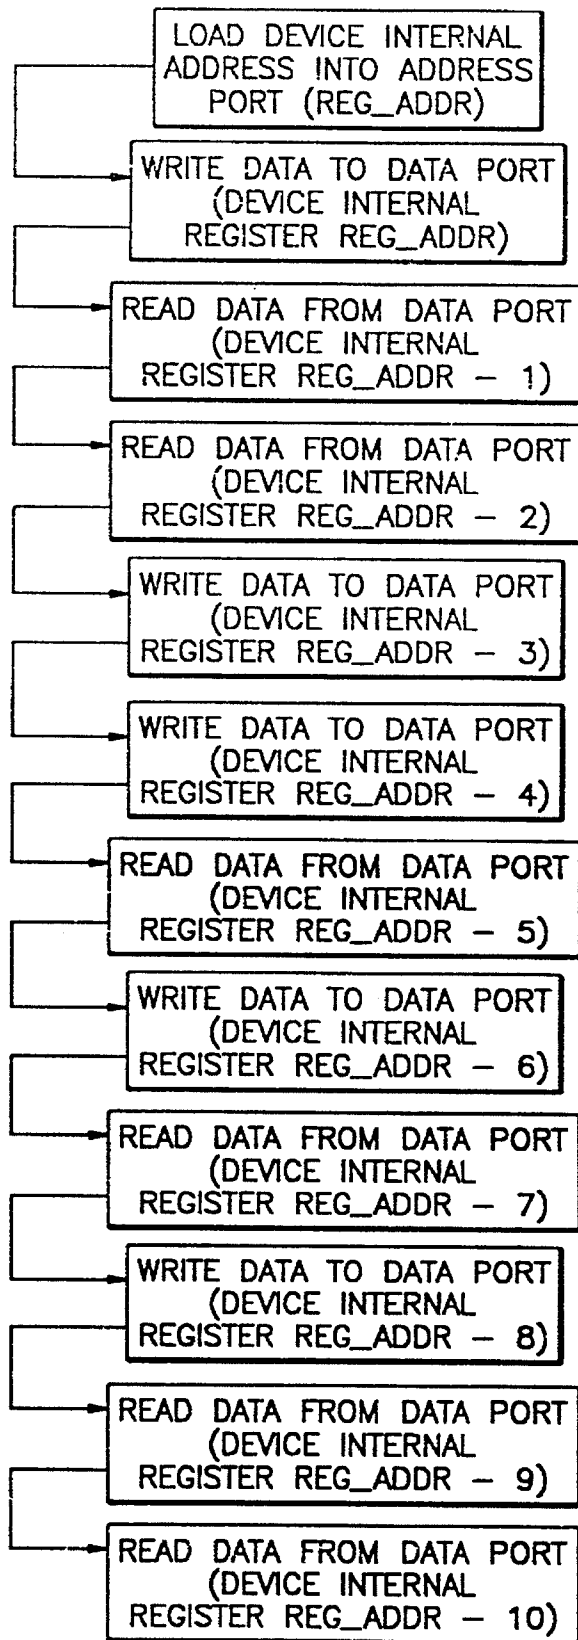 LOAD DEVICE INTERNAL
ADDRESS INTO ADDRESS
PORT (REG_ADDR)
WRITE DATA TO DATA PORT
(DEVICE INTERNAL
REGISTER REG_ADDR)
READ DATA FROM DATA PORT
(DEVICE INTERNAL
REGISTER REG_ADDR – 1)
READ DATA FROM DATA PORT
(DEVICE INTERNAL
REGISTER REG_ADDR – 2)
WRITE DATA TO DATA PORT
(DEVICE INTERNAL
REGISTER REG_ADDR – 3)
WRITE DATA TO DATA PORT
(DEVICE INTERNAL
REGISTER REG_ADDR – 4)
READ DATA FROM DATA PORT
(DEVICE INTERNAL
REGISTER REG_ADDR – 5)
WRITE DATA TO DATA PORT
(DEVICE INTERNAL
REGISTER REG_ADDR – 6)
READ DATA FROM DATA PORT
(DEVICE INTERNAL
REGISTER REG_ADDR – 7)
WRITE DATA TO DATA PORT
(DEVICE INTERNAL
REGISTER REG_ADDR – 8)
READ DATA FROM DATA PORT
(DEVICE INTERNAL
REGISTER REG_ADDR – 9)
READ DATA FROM DATA PORT
(DEVICE INTERNAL
REGISTER REG_ADDR – 10)